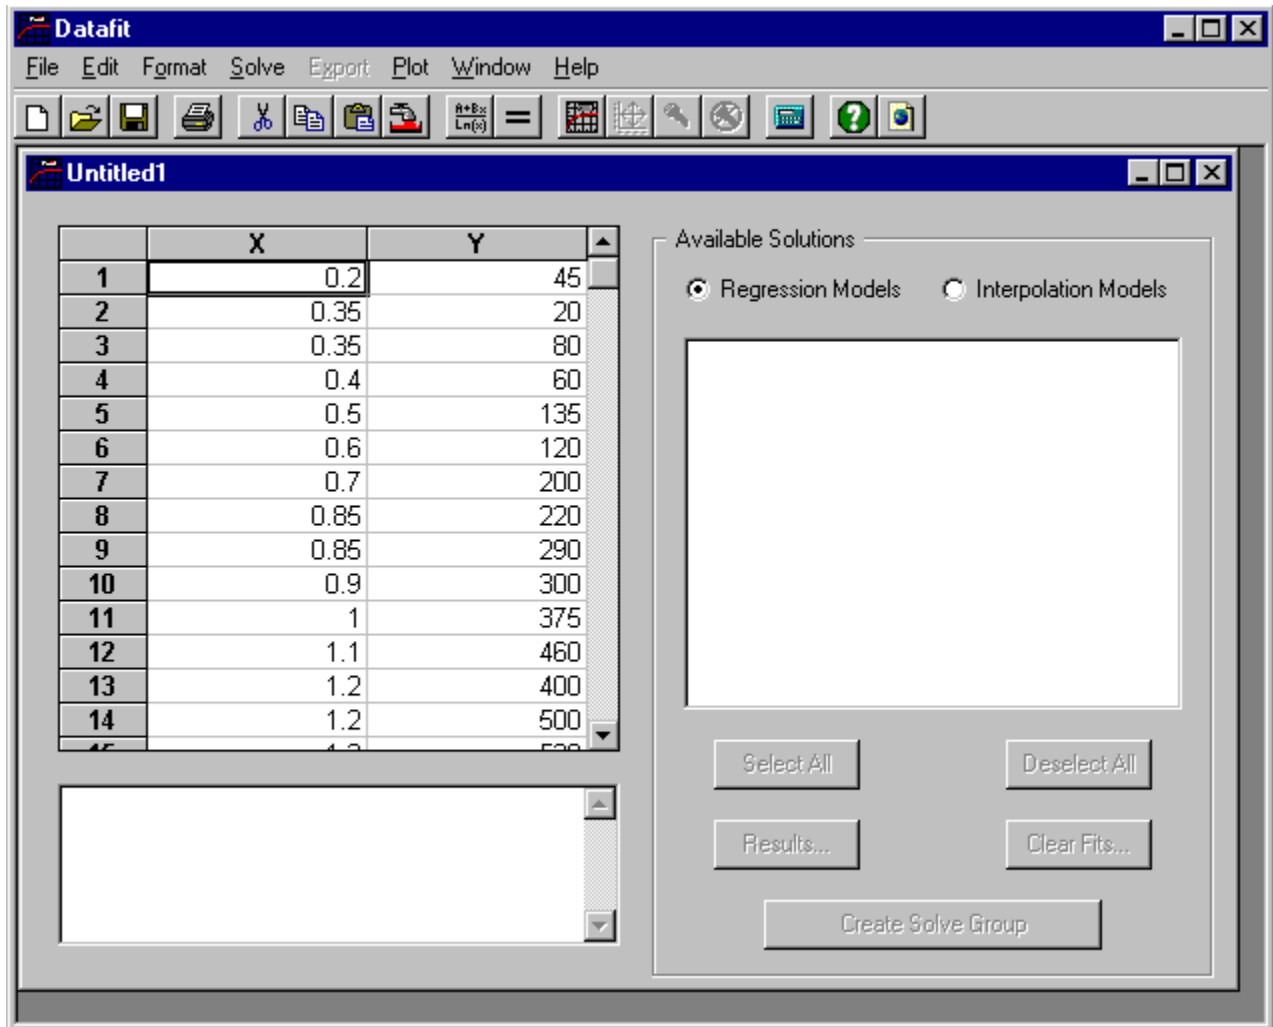 Datafit
File Edit Format Solve Export Plot Window Help
A+Bx
Ln(x)
Untitled1
X Y
1 0.2 45
2 0.35 20
3 0.35 80
4 0.4 60
5 0.5 135
6 0.6 120
7 0.7 200
8 0.85 220
9 0.85 290
10 0.9 300
11 1 375
12 1.1 460
13 1.2 400
14 1.2 500
Available Solutions
Regression Models Interpolation Models
Select All Deselect All
Results... Clear Fits...
Create Solve Group